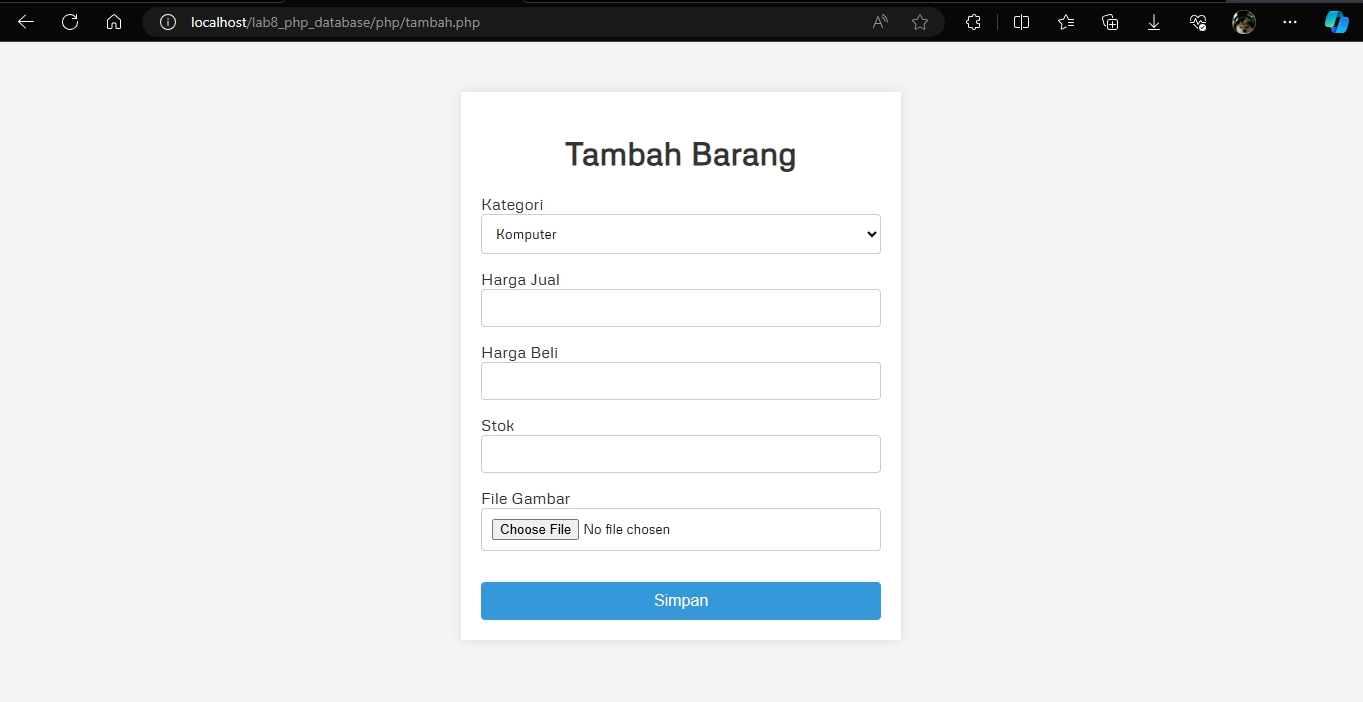 localhost/lab8_php_database/php/tambah.php
Tambah Barang
Kategori
Komputer
Harga Jual
Harga Beli
Stok
File Gambar
Choose File No file chosen
Simpan